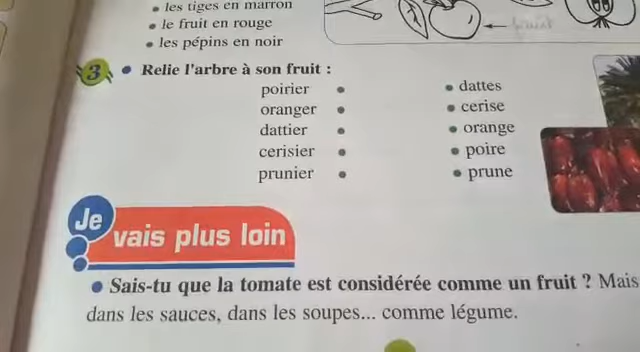 les tiges en marron
le fruit en rouge
les pépins en noir
fruit
3 Relie l'arbre à son fruit :
poirier dattes
oranger cerise
dattier orange
cerisier poire
prunier prune
Je
vais plus loin
Sais-tu que la tomate est considérée comme un fruit ? Mais
dans les sauces, dans les soupes... comme légume.